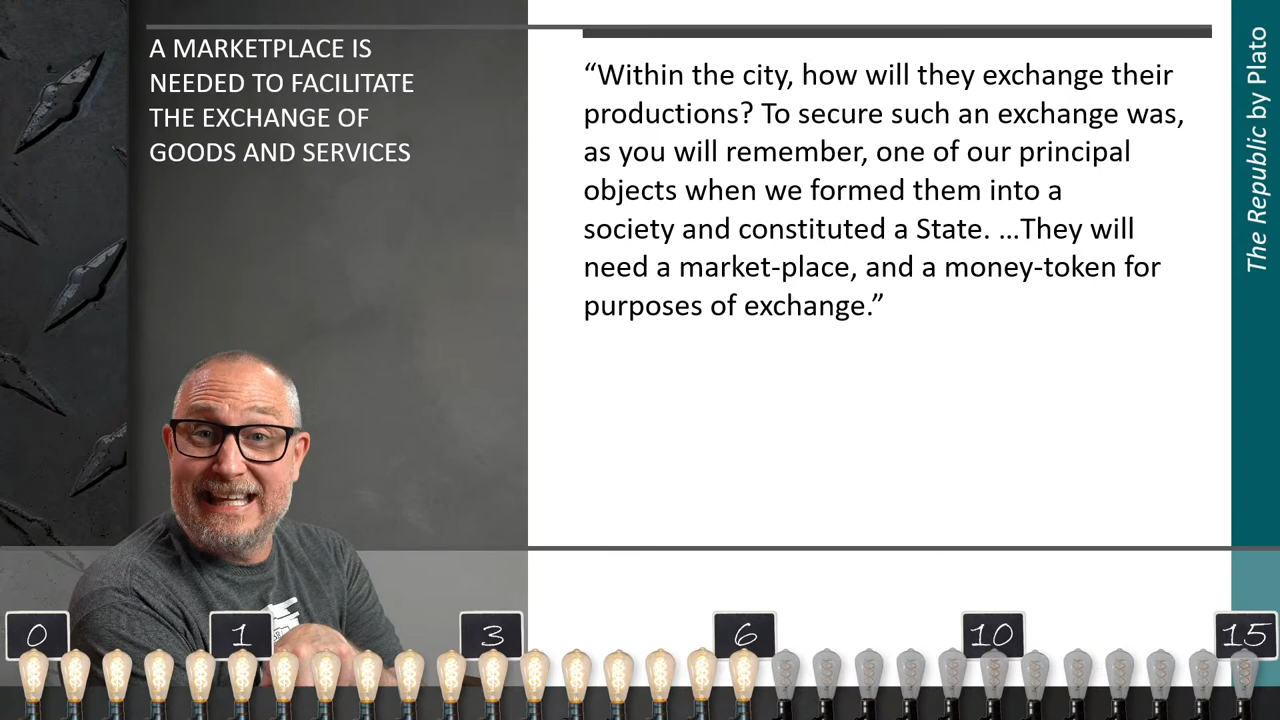 A MARKETPLACE IS
NEEDED TO FACILITATE
THE EXCHANGE OF
GOODS AND SERVICES
“Within the city, how will they exchange their
productions? To secure such an exchange was,
as you will remember, one of our principal
objects when we formed them into a
society and constituted a State. …They will
need a market-place, and a money-token for
purposes of exchange.”
The Republic by Plato
0
1
3
6
10
15